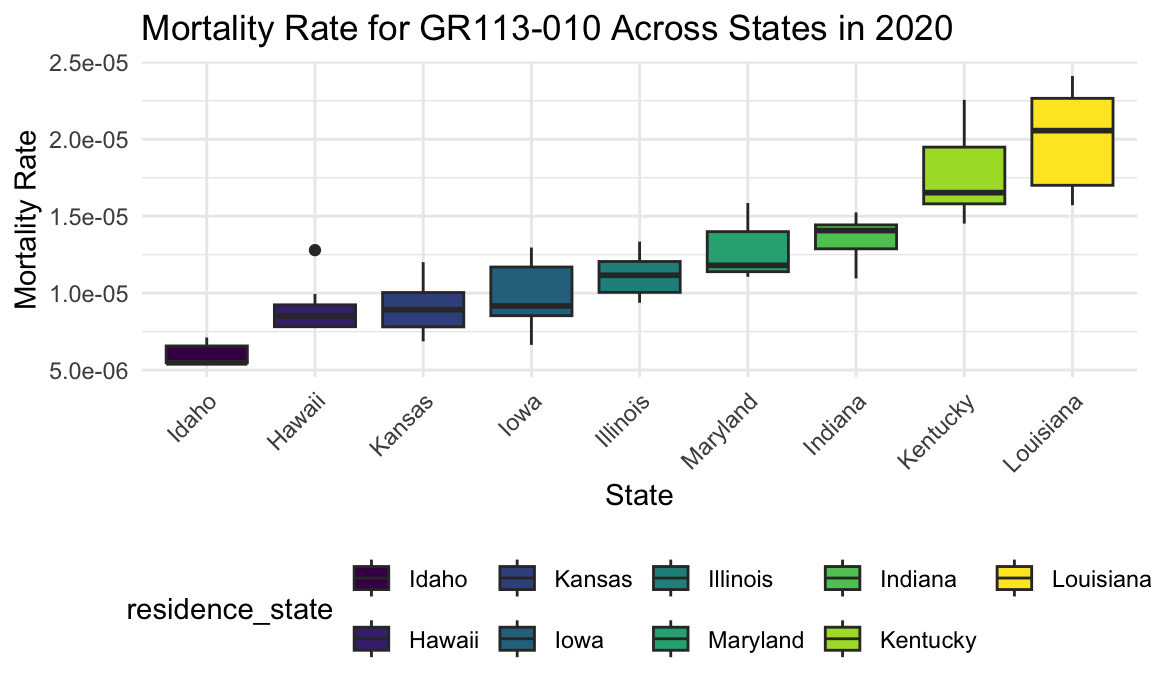 Mortality Rate for GR113-010 Across States in 2020
Mortality Rate
2.5e-05
2.0e-05
1.5e-05
1.0e-05
5.0e-06
Idaho
Hawaii
Kansas
Iowa
Illinois
Maryland
Indiana
Kentucky
Louisiana
State
residence_state
Idaho
Kansas
Illinois
Indiana
Louisiana
Hawaii
Iowa
Maryland
Kentucky